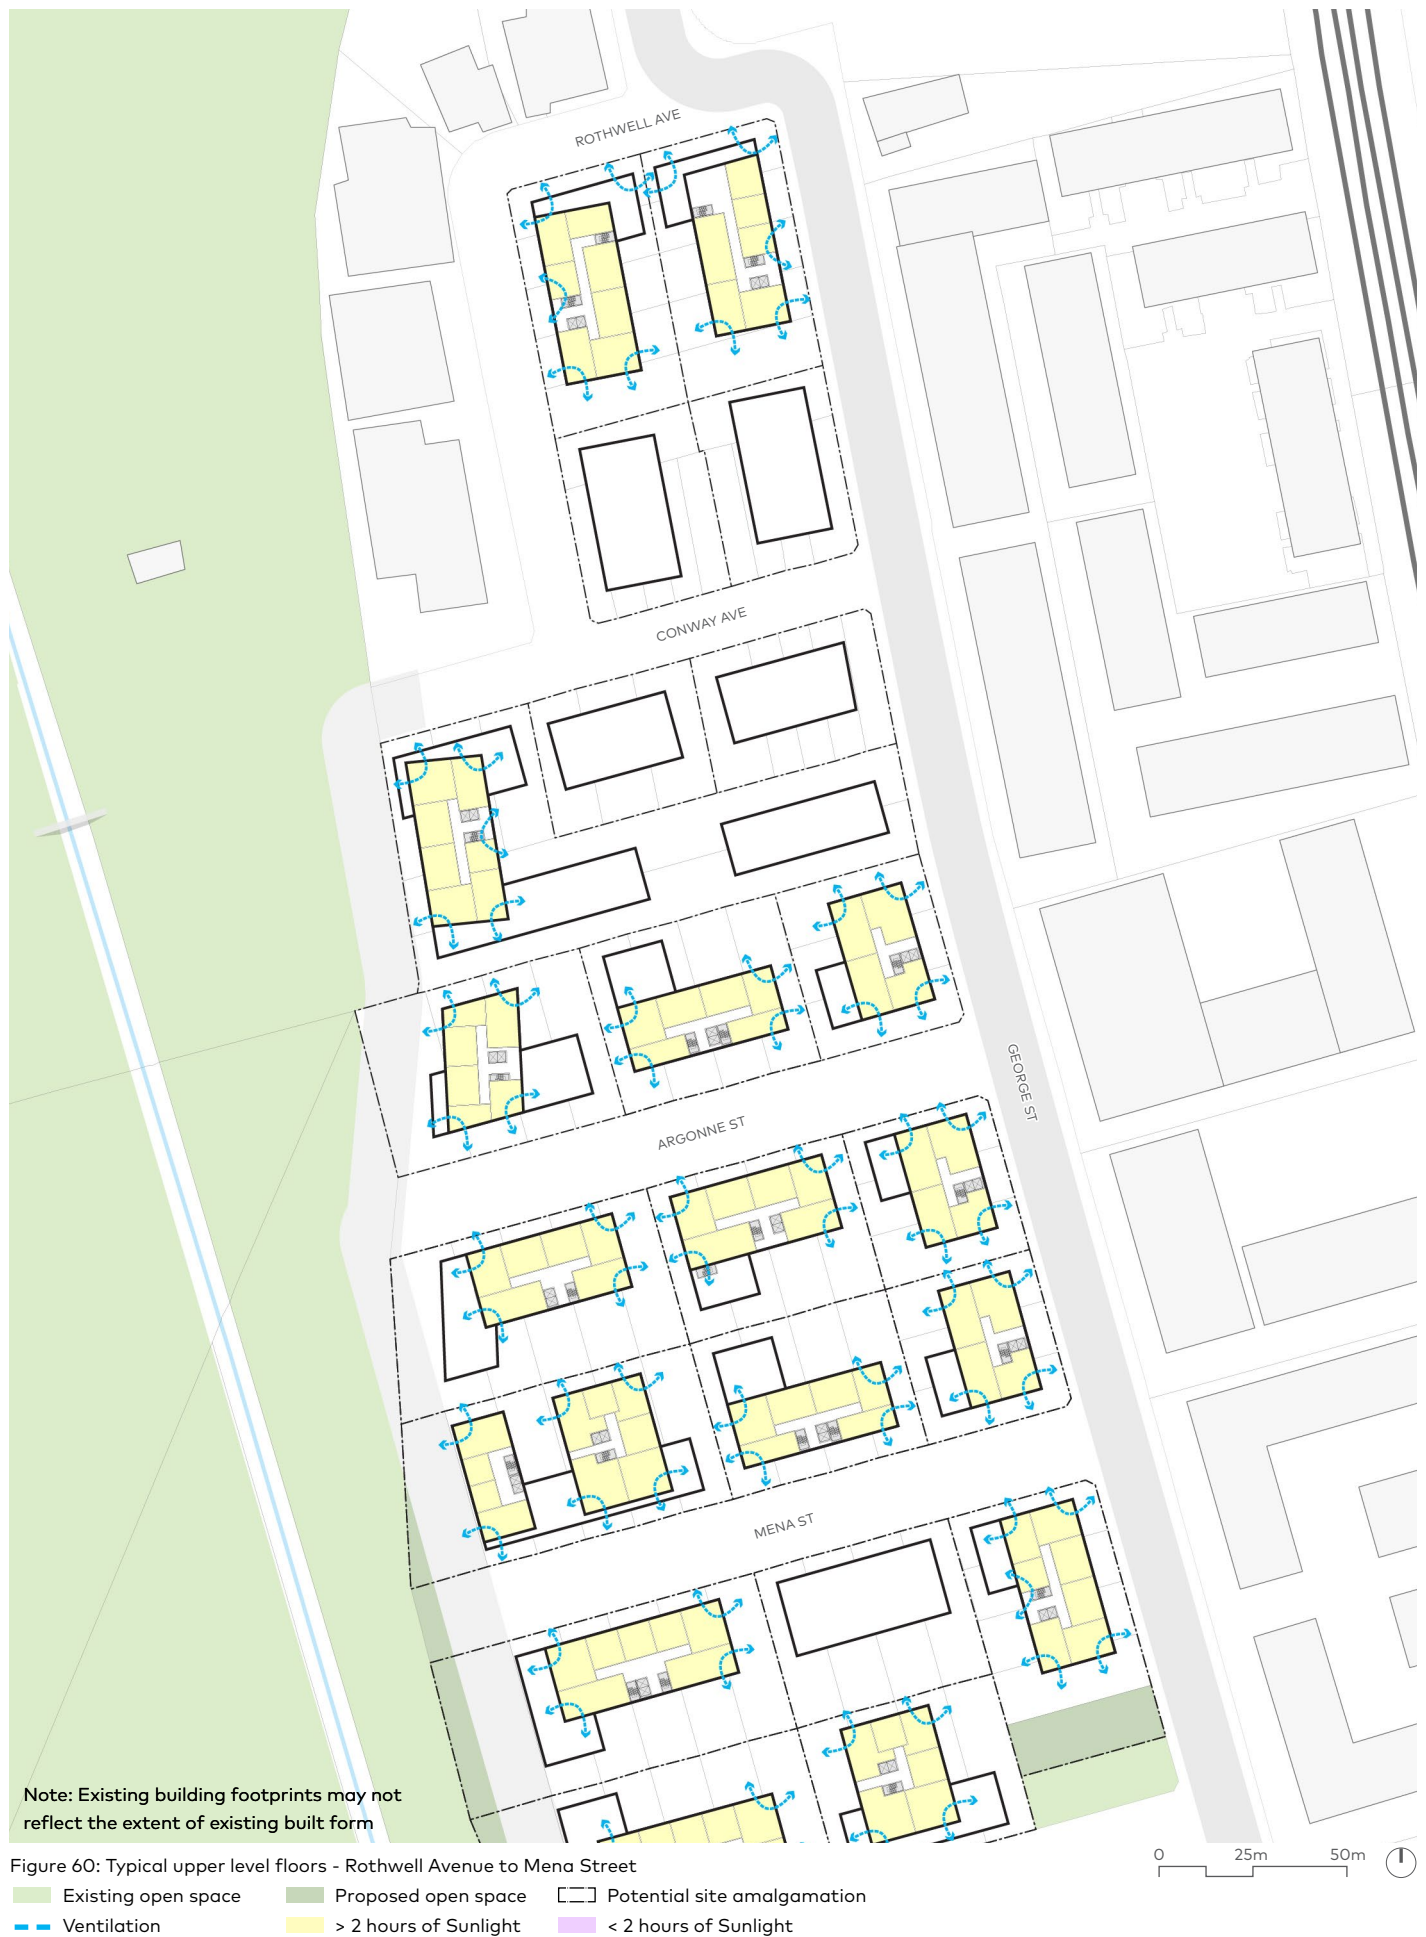 ROTHWELL AVE
CONWAY AVE
GEORGE ST
ARGONNE ST
MENA ST
Note: Existing building footprints may not
reflect the extent of existing built form
Figure 60: Typical upper level floors - Rothwell Avenue to Mena Street
0 25m 50m
Existing open space
Proposed open space
Potential site amalgamation
Ventilation
> 2 hours of Sunlight
< 2 hours of Sunlight